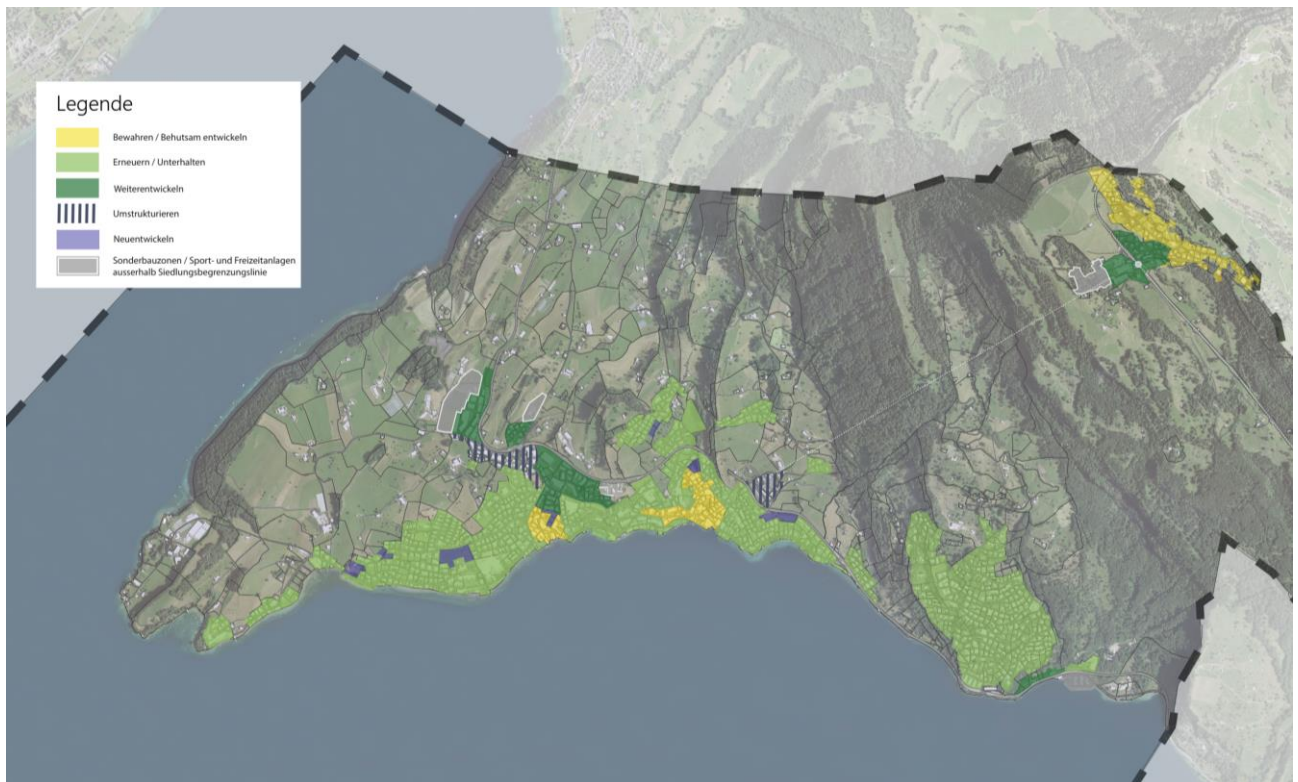 Legende
Bewahren / Behutsam entwickeln
Erneuern / Unterhalten
Weiterentwickeln
Umstrukturieren
Neuentwickeln
Sonderbauzonen / Sport- und Freizeitanlagen
ausserhalb Siedlungsbegrenzungslinie